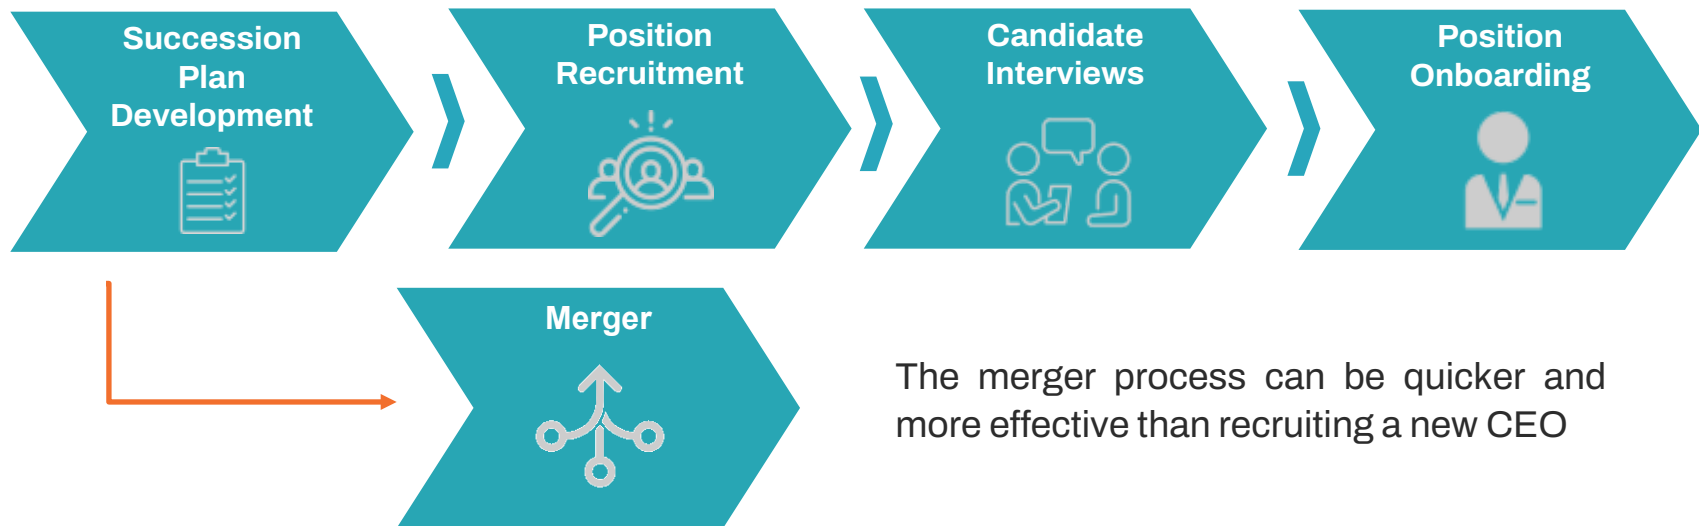 Succession
Plan
Development
Position
Recruitment
Candidate
Interviews
Position
Onboarding
Merger
The merger process can be quicker and
more effective than recruiting a new CEO